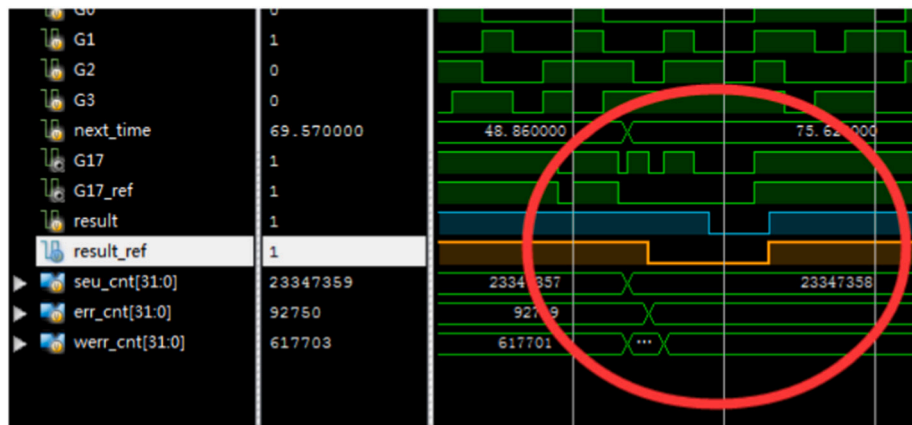 G0
G1 1
G2 0
G3 0
next_time 69.570000 48.860000
G17 1
G17_ref 1
result 1
result_ref 1
seu_cnt[31:0] 23347359 23347358
err_cnt[31:0] 92750
werr_cnt[31:0] 617703 617701 ...